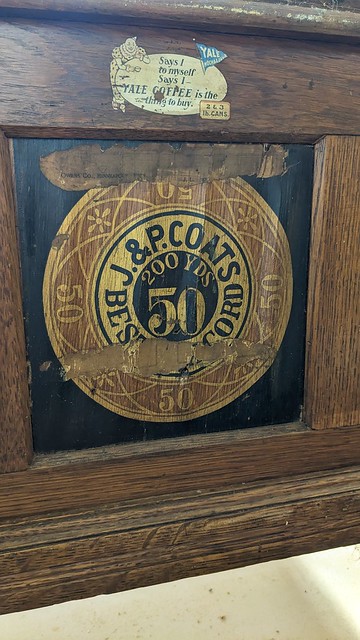 Says I
to myself
Says I-
YALE COFFEE is the
-thing to buy.
YALE
2 & 3
lb. CANS
50
J.&P. COATS
BEST CORD
200 YDS
50
50
50
50